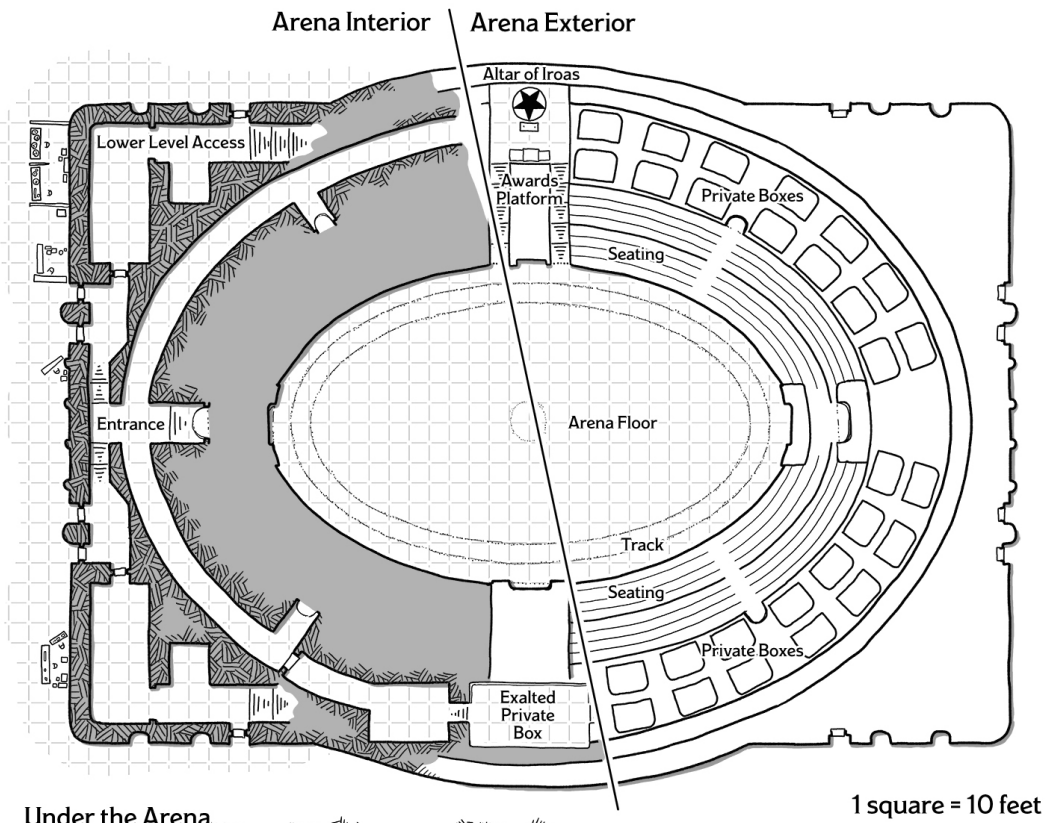 Arena Interior
Arena Exterior
Altar of Iroas
Lower Level Access
Awards
Platform
Private Boxes
Seating
Entrance
Arena Floor
Track
Seating
Private Boxes
Exalted
Private
Box
Under the Arena
1 square = 10 feet